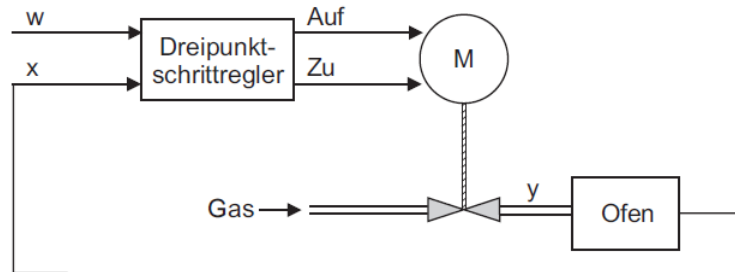 w
x
Dreipunkt-
schrittregler
Auf
Zu
M
Gas
y
Ofen